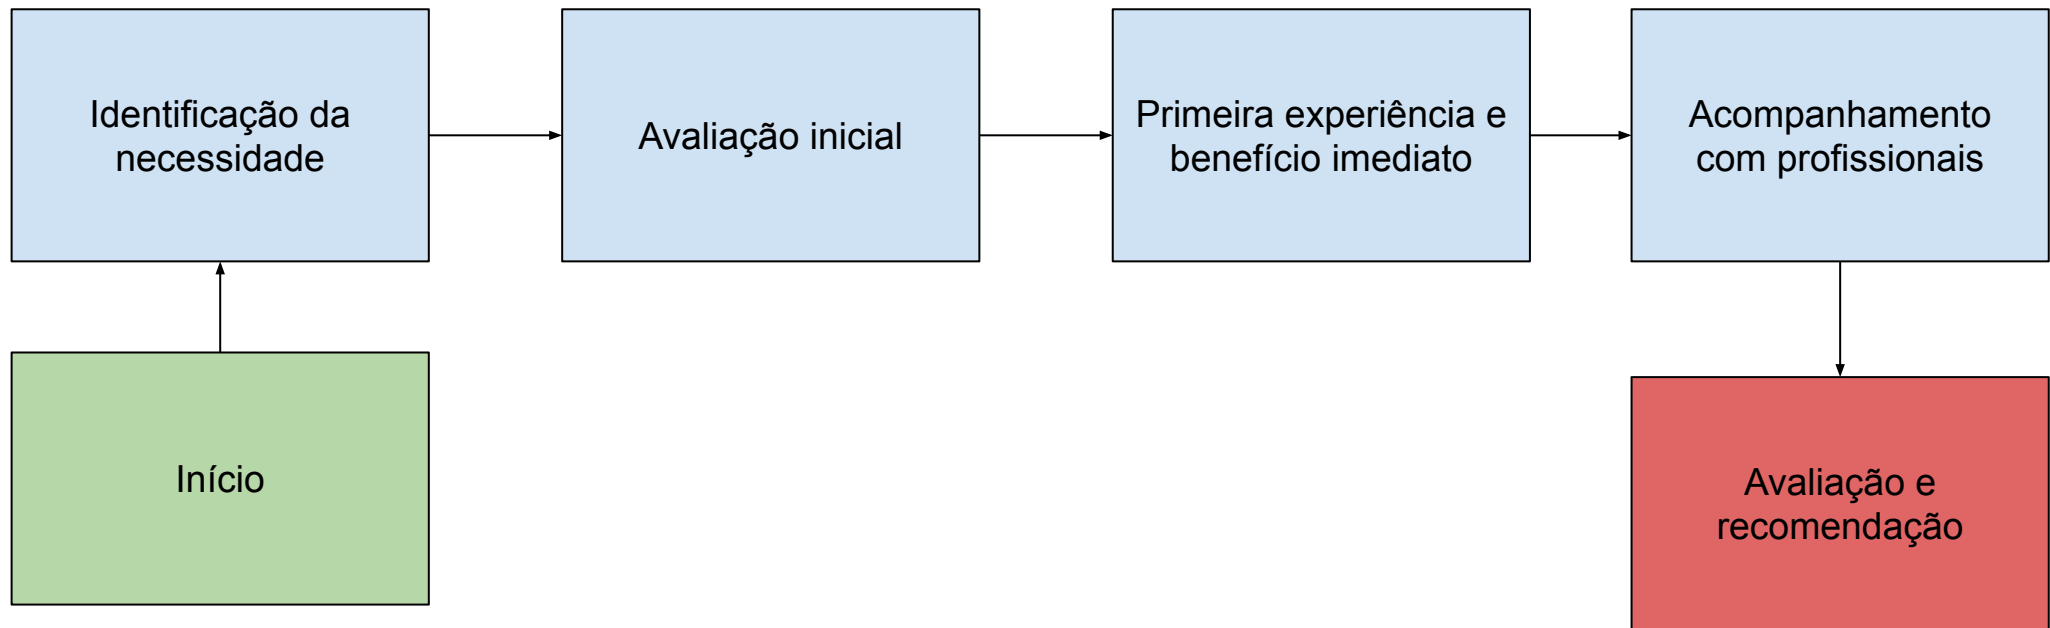 Identificação da
necessidade
Avaliação inicial
Primeira experiência e
benefício imediato
Acompanhamento
com profissionais
Início
Avaliação e
recomendação